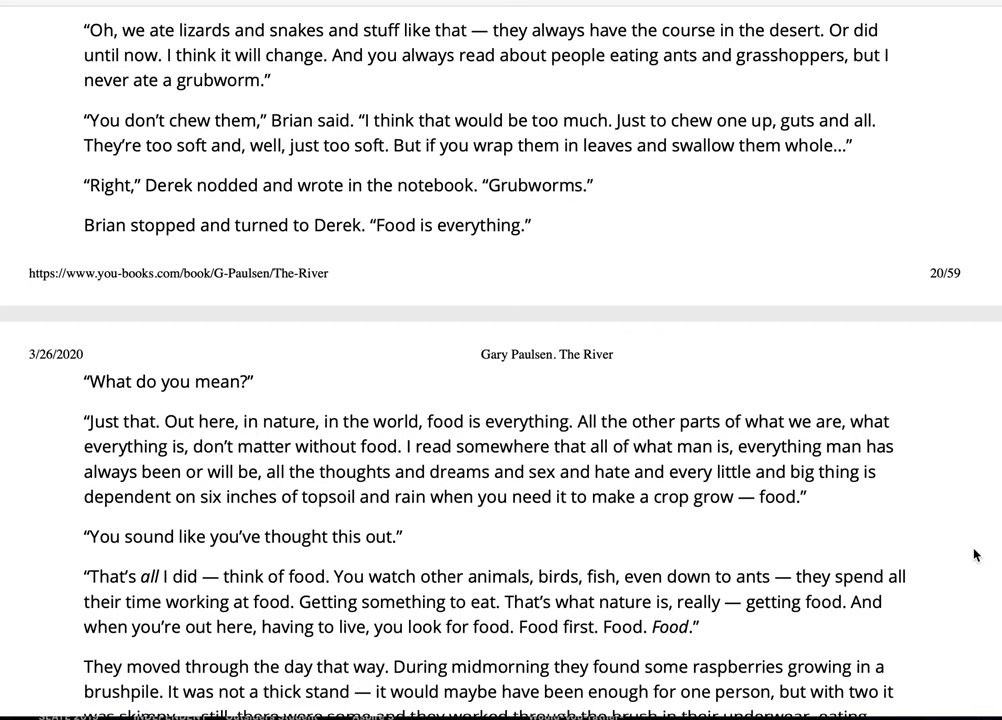 “Oh, we ate lizards and snakes and stuff like that — they always have the course in the desert. Or did
until now. I think it will change. And you always read about people eating ants and grasshoppers, but I
never ate a grubworm.”
“You don’t chew them,” Brian said. “I think that would be too much. Just to chew one up, guts and all.
They’re too soft and, well, just too soft. But if you wrap them in leaves and swallow them whole...”
“Right,” Derek nodded and wrote in the notebook. “Grubworms.”
Brian stopped and turned to Derek. “Food is everything.”
https://www.you-books.com/book/G-Paulsen/The-River 20/59
3/26/2020 Gary Paulsen. The River
“What do you mean?”
“Just that. Out here, in nature, in the world, food is everything. All the other parts of what we are, what
everything is, don’t matter without food. I read somewhere that all of what man is, everything man has
always been or will be, all the thoughts and dreams and sex and hate and every little and big thing is
dependent on six inches of topsoil and rain when you need it to make a crop grow — food.”
“You sound like you’ve thought this out.”
“That’s all I did — think of food. You watch other animals, birds, fish, even down to ants — they spend all
their time working at food. Getting something to eat. That’s what nature is, really — getting food. And
when you’re out here, having to live, you look for food. Food first. Food. Food.”
They moved through the day that way. During midmorning they found some raspberries growing in a
brushpile. It was not a thick stand — it would maybe have been enough for one person, but with two it